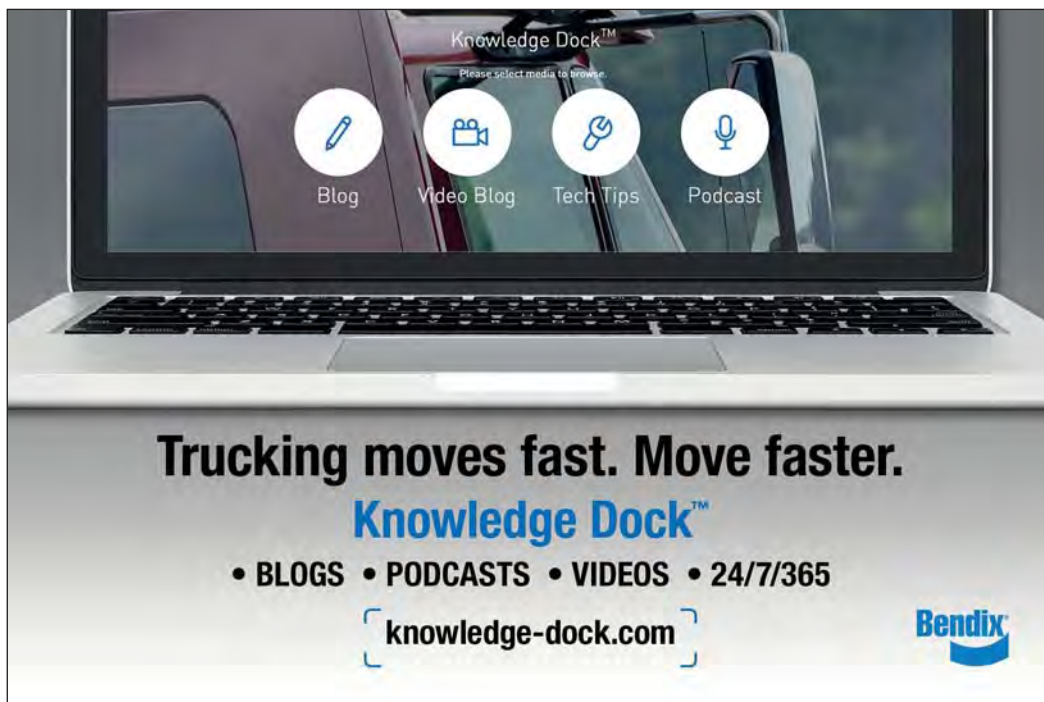 Knowledge Dock™
Please select media to browse.
Blog Video Blog Tech Tips Podcast
Trucking moves fast. Move faster.
Knowledge Dock™
• BLOGS • PODCASTS • VIDEOS • 24/7/365
knowledge-dock.com
Bendix